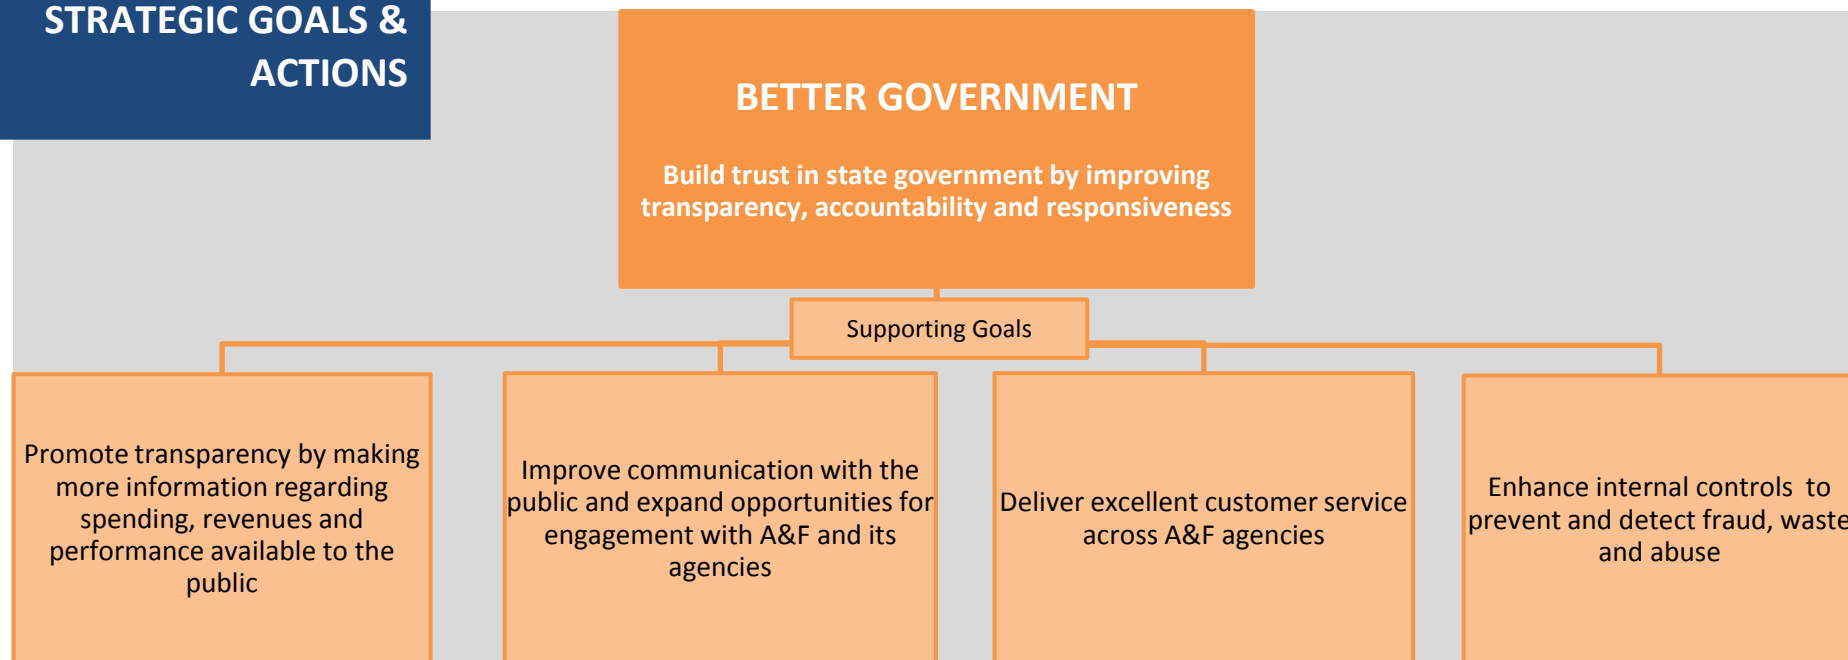 STRATEGIC GOALS &
ACTIONS
BETTER GOVERNMENT
Build trust in state government by improving
transparency, accountability and responsiveness
Supporting Goals
Promote transparency by making
more information regarding
spending, revenues and
performance available to the
public
Improve communication with the
public and expand opportunities for
engagement with A&F and its
agencies
Deliver excellent customer service
across A&F agencies
Enhance internal controls to
prevent and detect fraud, waste
and abuse